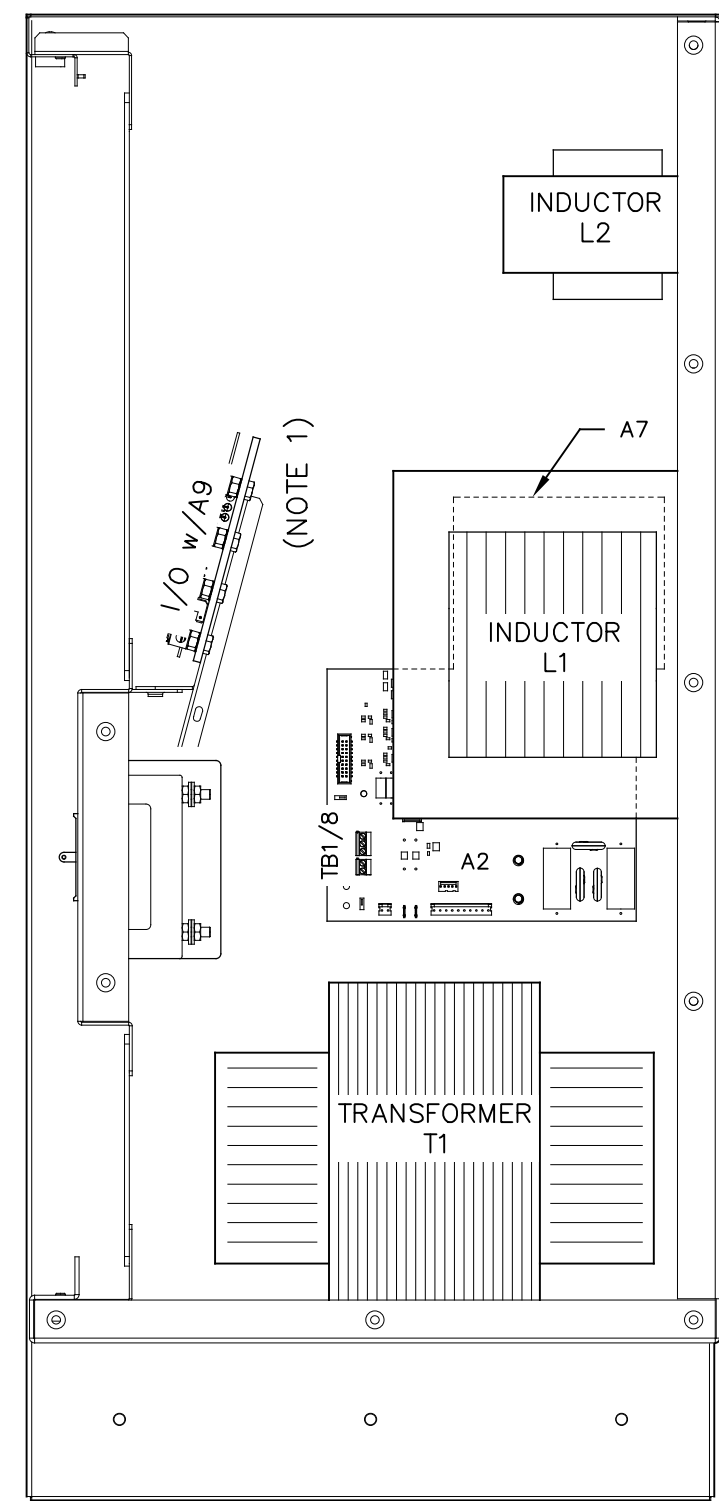 INDUCTOR
L2
A7
I/O w/A9
(NOTE 1)
INDUCTOR
L1
TB1/8
A2
TRANSFORMER
T1